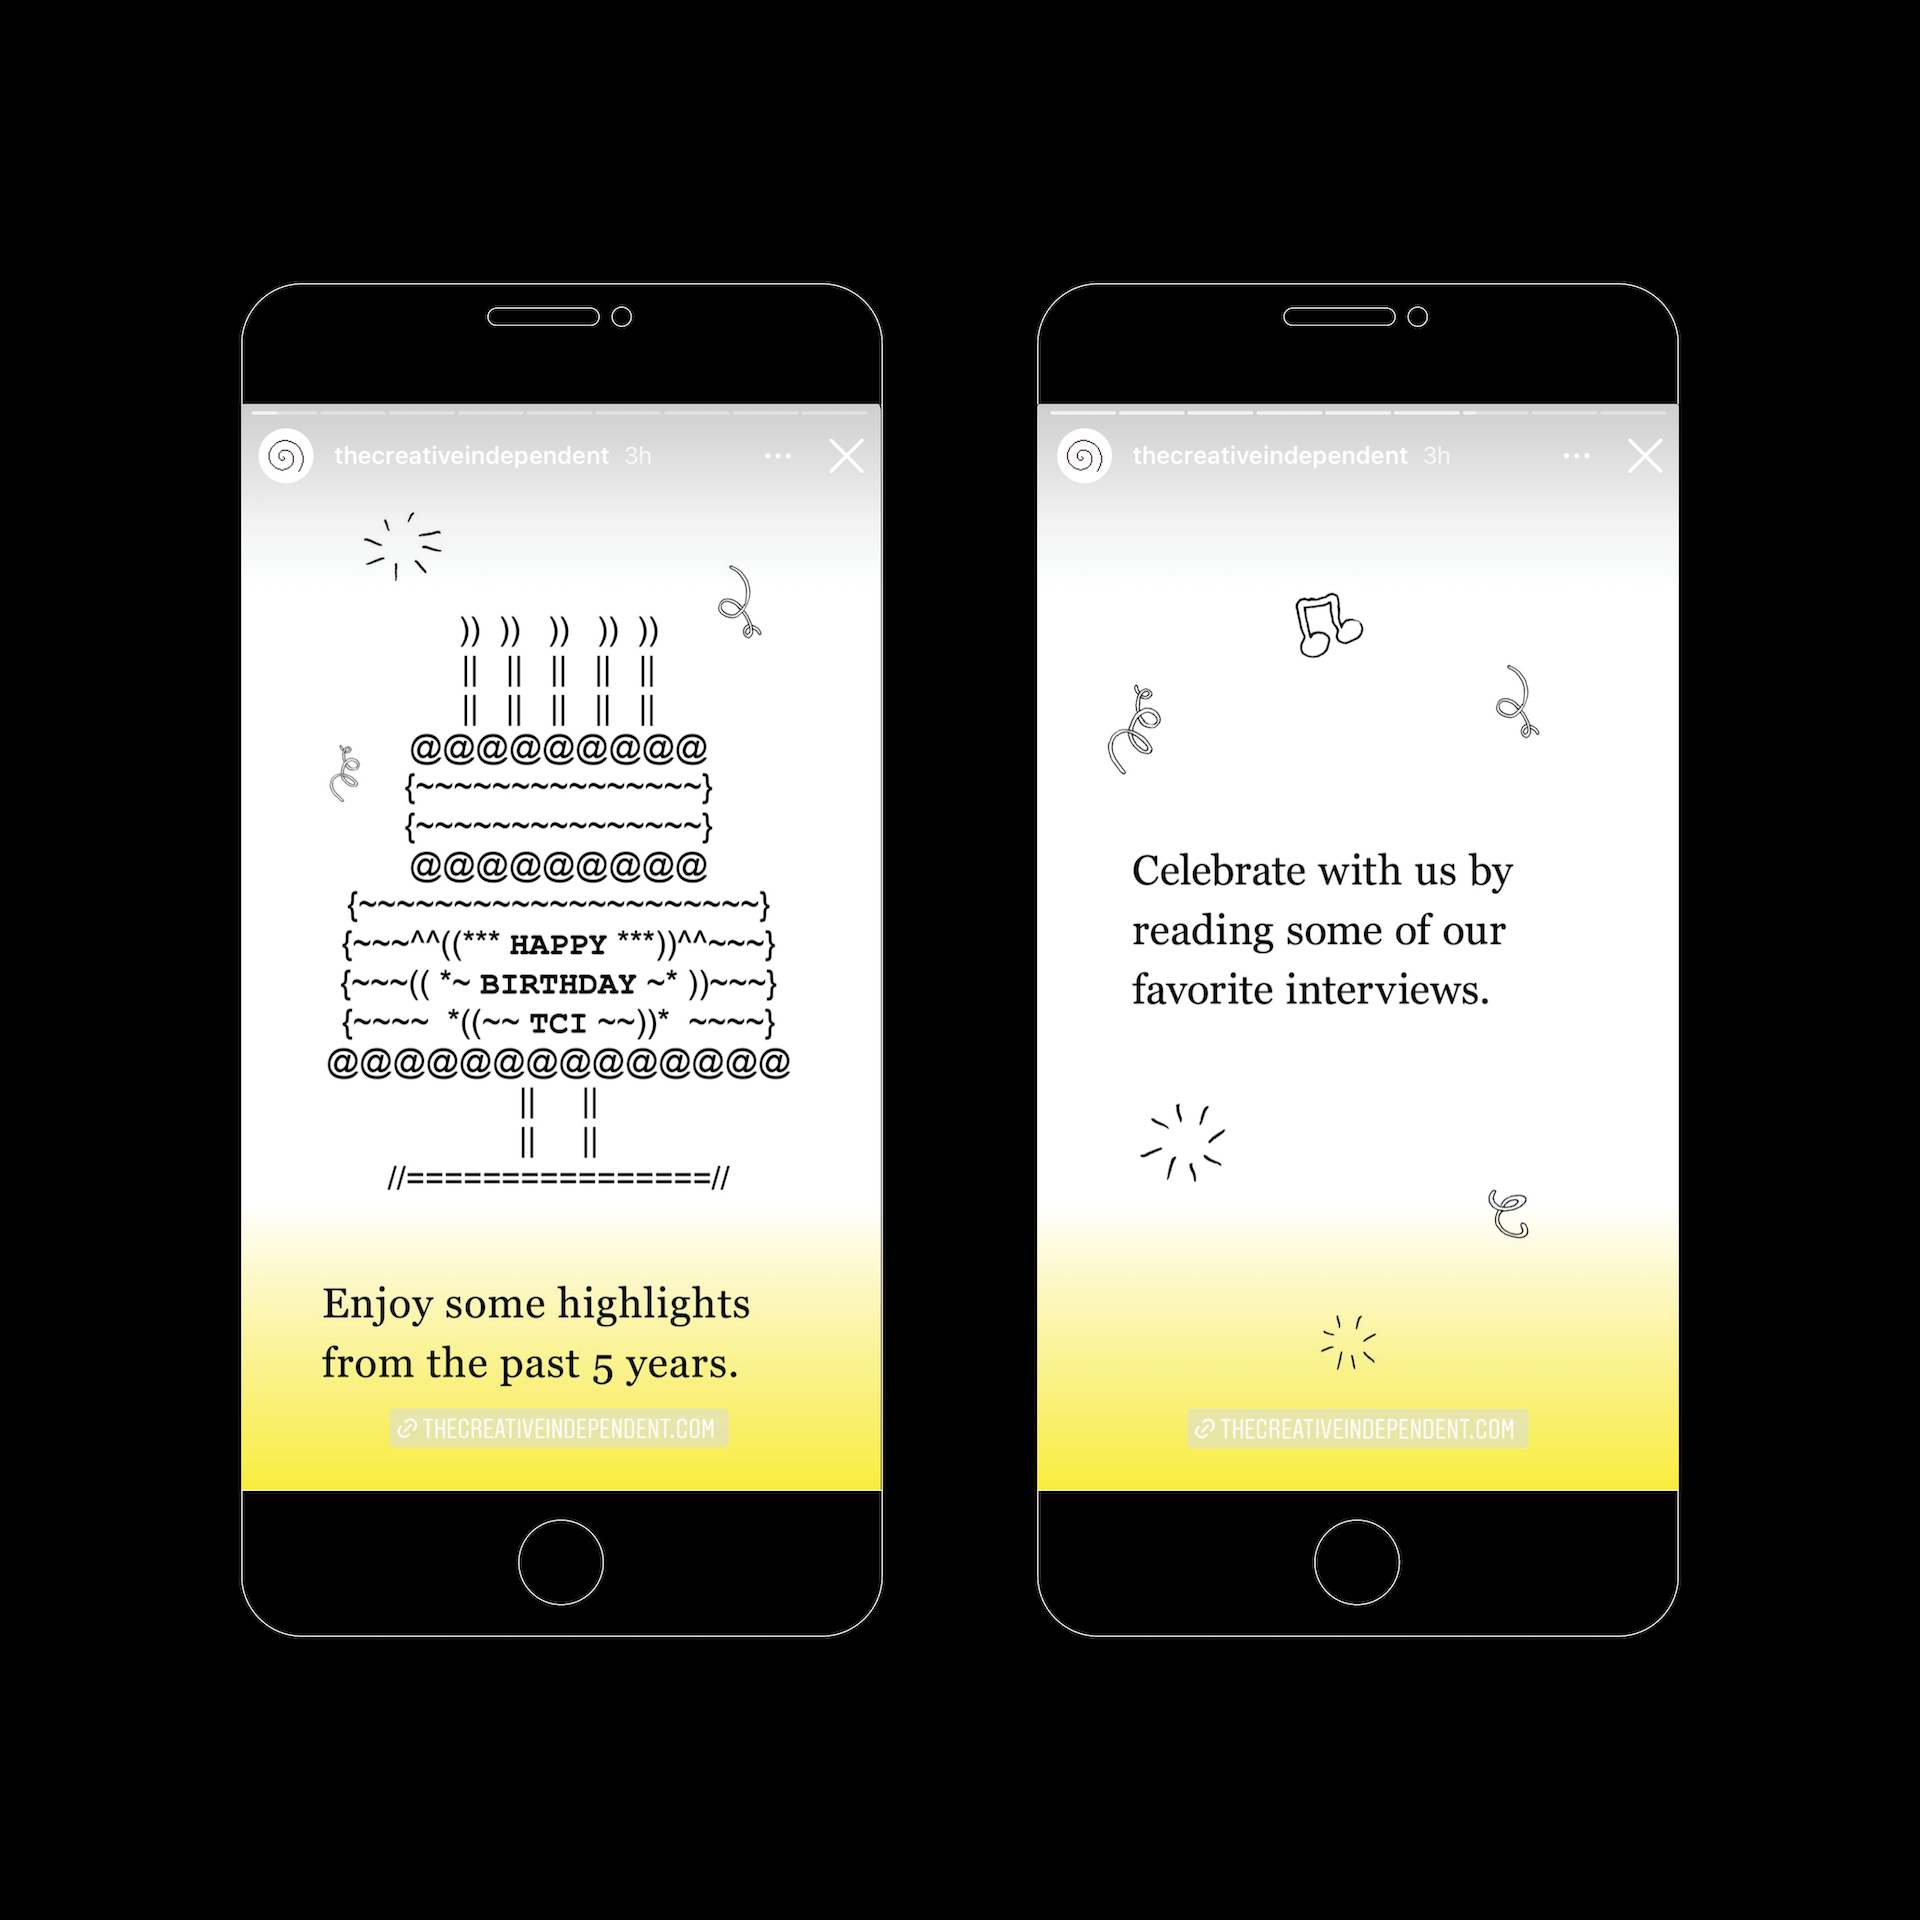 thecreativeindependent 3h
)) )) )) )) ))
|| || || || ||
|| || || || ||
@@@@@@@@@
{~~~~~~~~~~~~~~~}
{~~~~~~~~~~~~~~~}
@@@@@@@@@
{~~~~~~~~~~~~~~~~~~~~~}
{~~~^^((*** HAPPY ***))^^~~~}
{~~~(( *~ BIRTHDAY ~* ))~~~}
{~~~~ *((~~ TCI ~~))* ~~~~}
@@@@@@@@@@@@@@
|| ||
|| ||
//================//
Enjoy some highlights
from the past 5 years.
THECREATIVEINDEPENDENT.COM
thecreativeindependent 3h
Celebrate with us by
reading some of our
favorite interviews.
THECREATIVEINDEPENDENT.COM